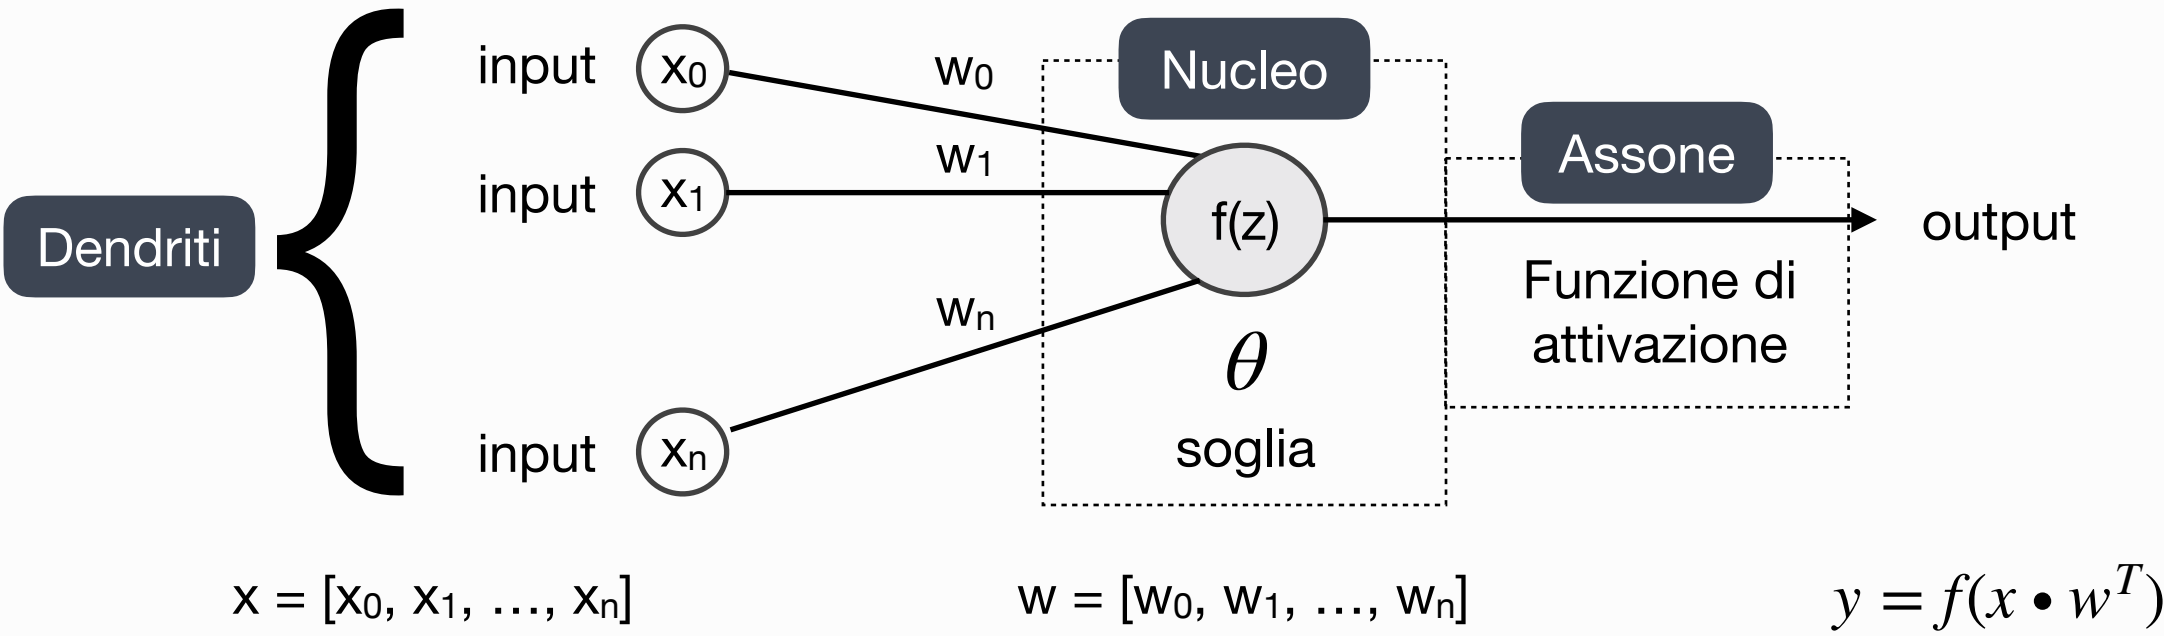 Dendriti
input x₀ w₀
input x₁ w₁
input xₙ wₙ
Nucleo
f(z)
θ
soglia
Assone
Funzione di
attivazione
output
x = [x₀, x₁, …, xₙ]
w = [w₀, w₁, …, wₙ]
y = f(x • wᵀ)